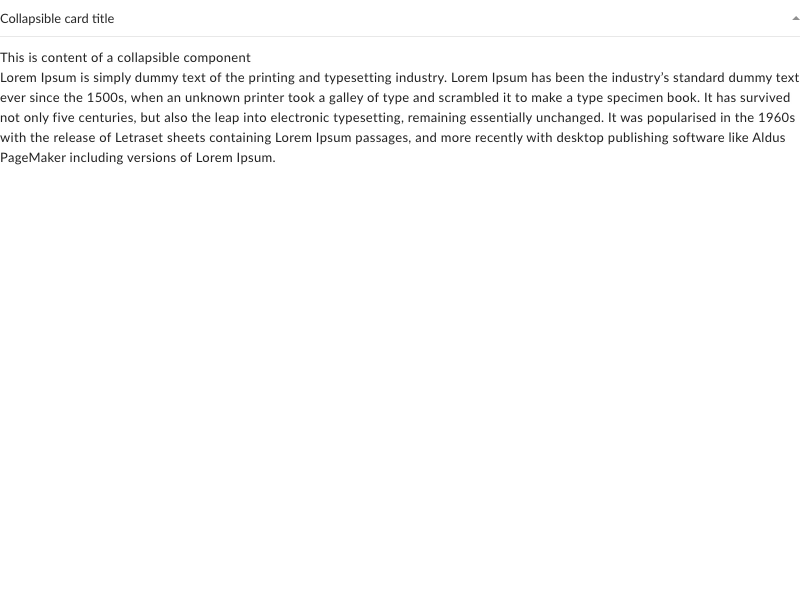 Collapsible card title
This is content of a collapsible component
Lorem Ipsum is simply dummy text of the printing and typesetting industry. Lorem Ipsum has been the industry’s standard dummy text
ever since the 1500s, when an unknown printer took a galley of type and scrambled it to make a type specimen book. It has survived
not only five centuries, but also the leap into electronic typesetting, remaining essentially unchanged. It was popularised in the 1960s
with the release of Letraset sheets containing Lorem Ipsum passages, and more recently with desktop publishing software like Aldus
PageMaker including versions of Lorem Ipsum.